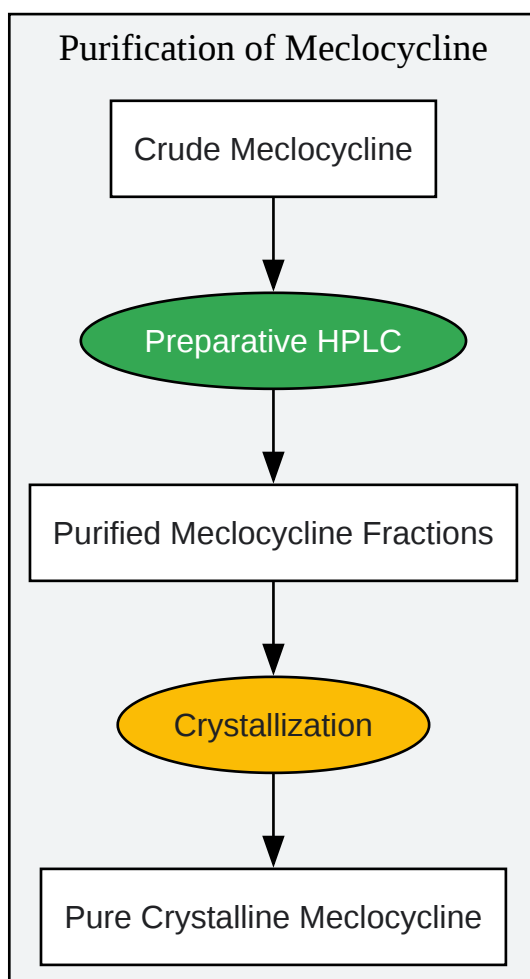 Purification of Meclocycline
Crude Meclocycline
Preparative HPLC
Purified Meclocycline Fractions
Crystallization
Pure Crystalline Meclocycline